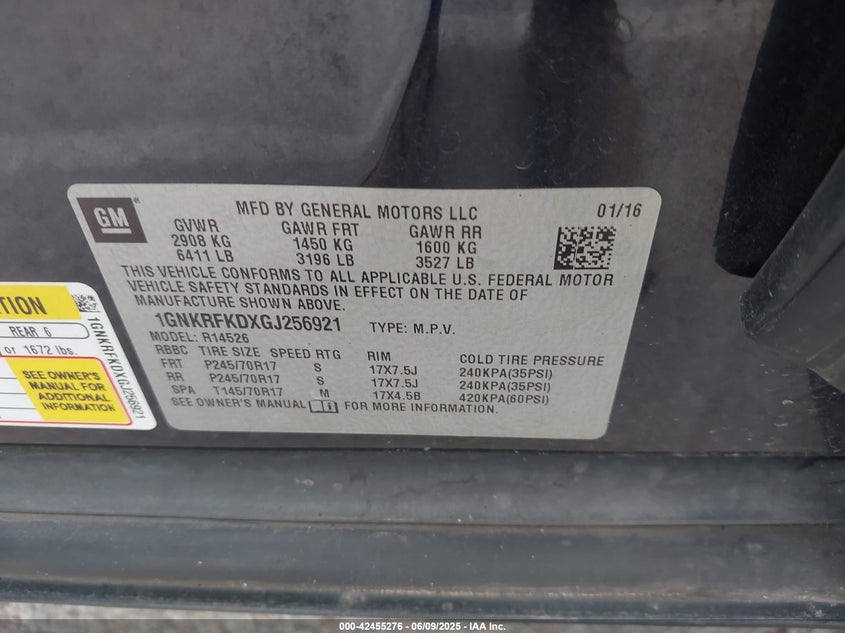 GM
MFD BY GENERAL MOTORS LLC 01/16
GVWR GAWR FRT GAWR RR
2908 KG 1450 KG 1600 KG
6411 LB 3196 LB 3527 LB
THIS VEHICLE CONFORMS TO ALL APPLICABLE U.S. FEDERAL MOTOR
VEHICLE SAFETY STANDARDS IN EFFECT ON THE DATE OF
MANUFACTURE SHOWN ABOVE.
1GNKRFKDXGJ256921 TYPE: M.P.V.
MODEL: R14526
RBBC TIRE SIZE SPEED RTG RIM COLD TIRE PRESSURE
FRT P245/70R17 S 17X7.5J 240KPA(35PSI)
RR P245/70R17 S 17X7.5J 240KPA(35PSI)
SPA T145/70R17 M 17X4.5B 420KPA(60PSI)
SEE OWNER'S MANUAL FOR MORE INFORMATION.
REAR 6
or 1672 lbs.
SEE OWNER'S
MANUAL FOR
ADDITIONAL
INFORMATION
1GNKRFKDXGJ256921
000-42455276 - 06/09/2025 - IAA Inc.